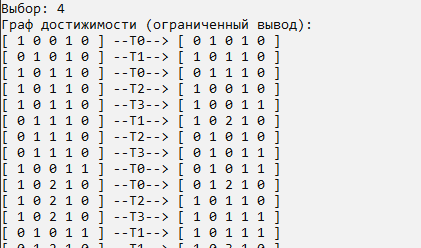 Выбор: 4
Граф достижимости (ограниченный вывод):
[ 1 0 0 1 0 ] --T0--> [ 0 1 0 1 0 ]
[ 0 1 0 1 0 ] --T1--> [ 1 0 1 1 0 ]
[ 1 0 1 1 0 ] --T0--> [ 0 1 1 1 0 ]
[ 1 0 1 1 0 ] --T2--> [ 1 0 0 1 0 ]
[ 1 0 1 1 0 ] --T3--> [ 1 0 0 1 1 ]
[ 0 1 1 1 0 ] --T1--> [ 1 0 2 1 0 ]
[ 0 1 1 1 0 ] --T2--> [ 0 1 0 1 0 ]
[ 0 1 1 1 0 ] --T3--> [ 0 1 0 1 1 ]
[ 1 0 0 1 1 ] --T0--> [ 0 1 0 1 1 ]
[ 1 0 2 1 0 ] --T0--> [ 0 1 2 1 0 ]
[ 1 0 2 1 0 ] --T2--> [ 1 0 1 1 0 ]
[ 1 0 2 1 0 ] --T3--> [ 1 0 1 1 1 ]
[ 0 1 0 1 1 ] --T1--> [ 1 0 1 1 1 ]